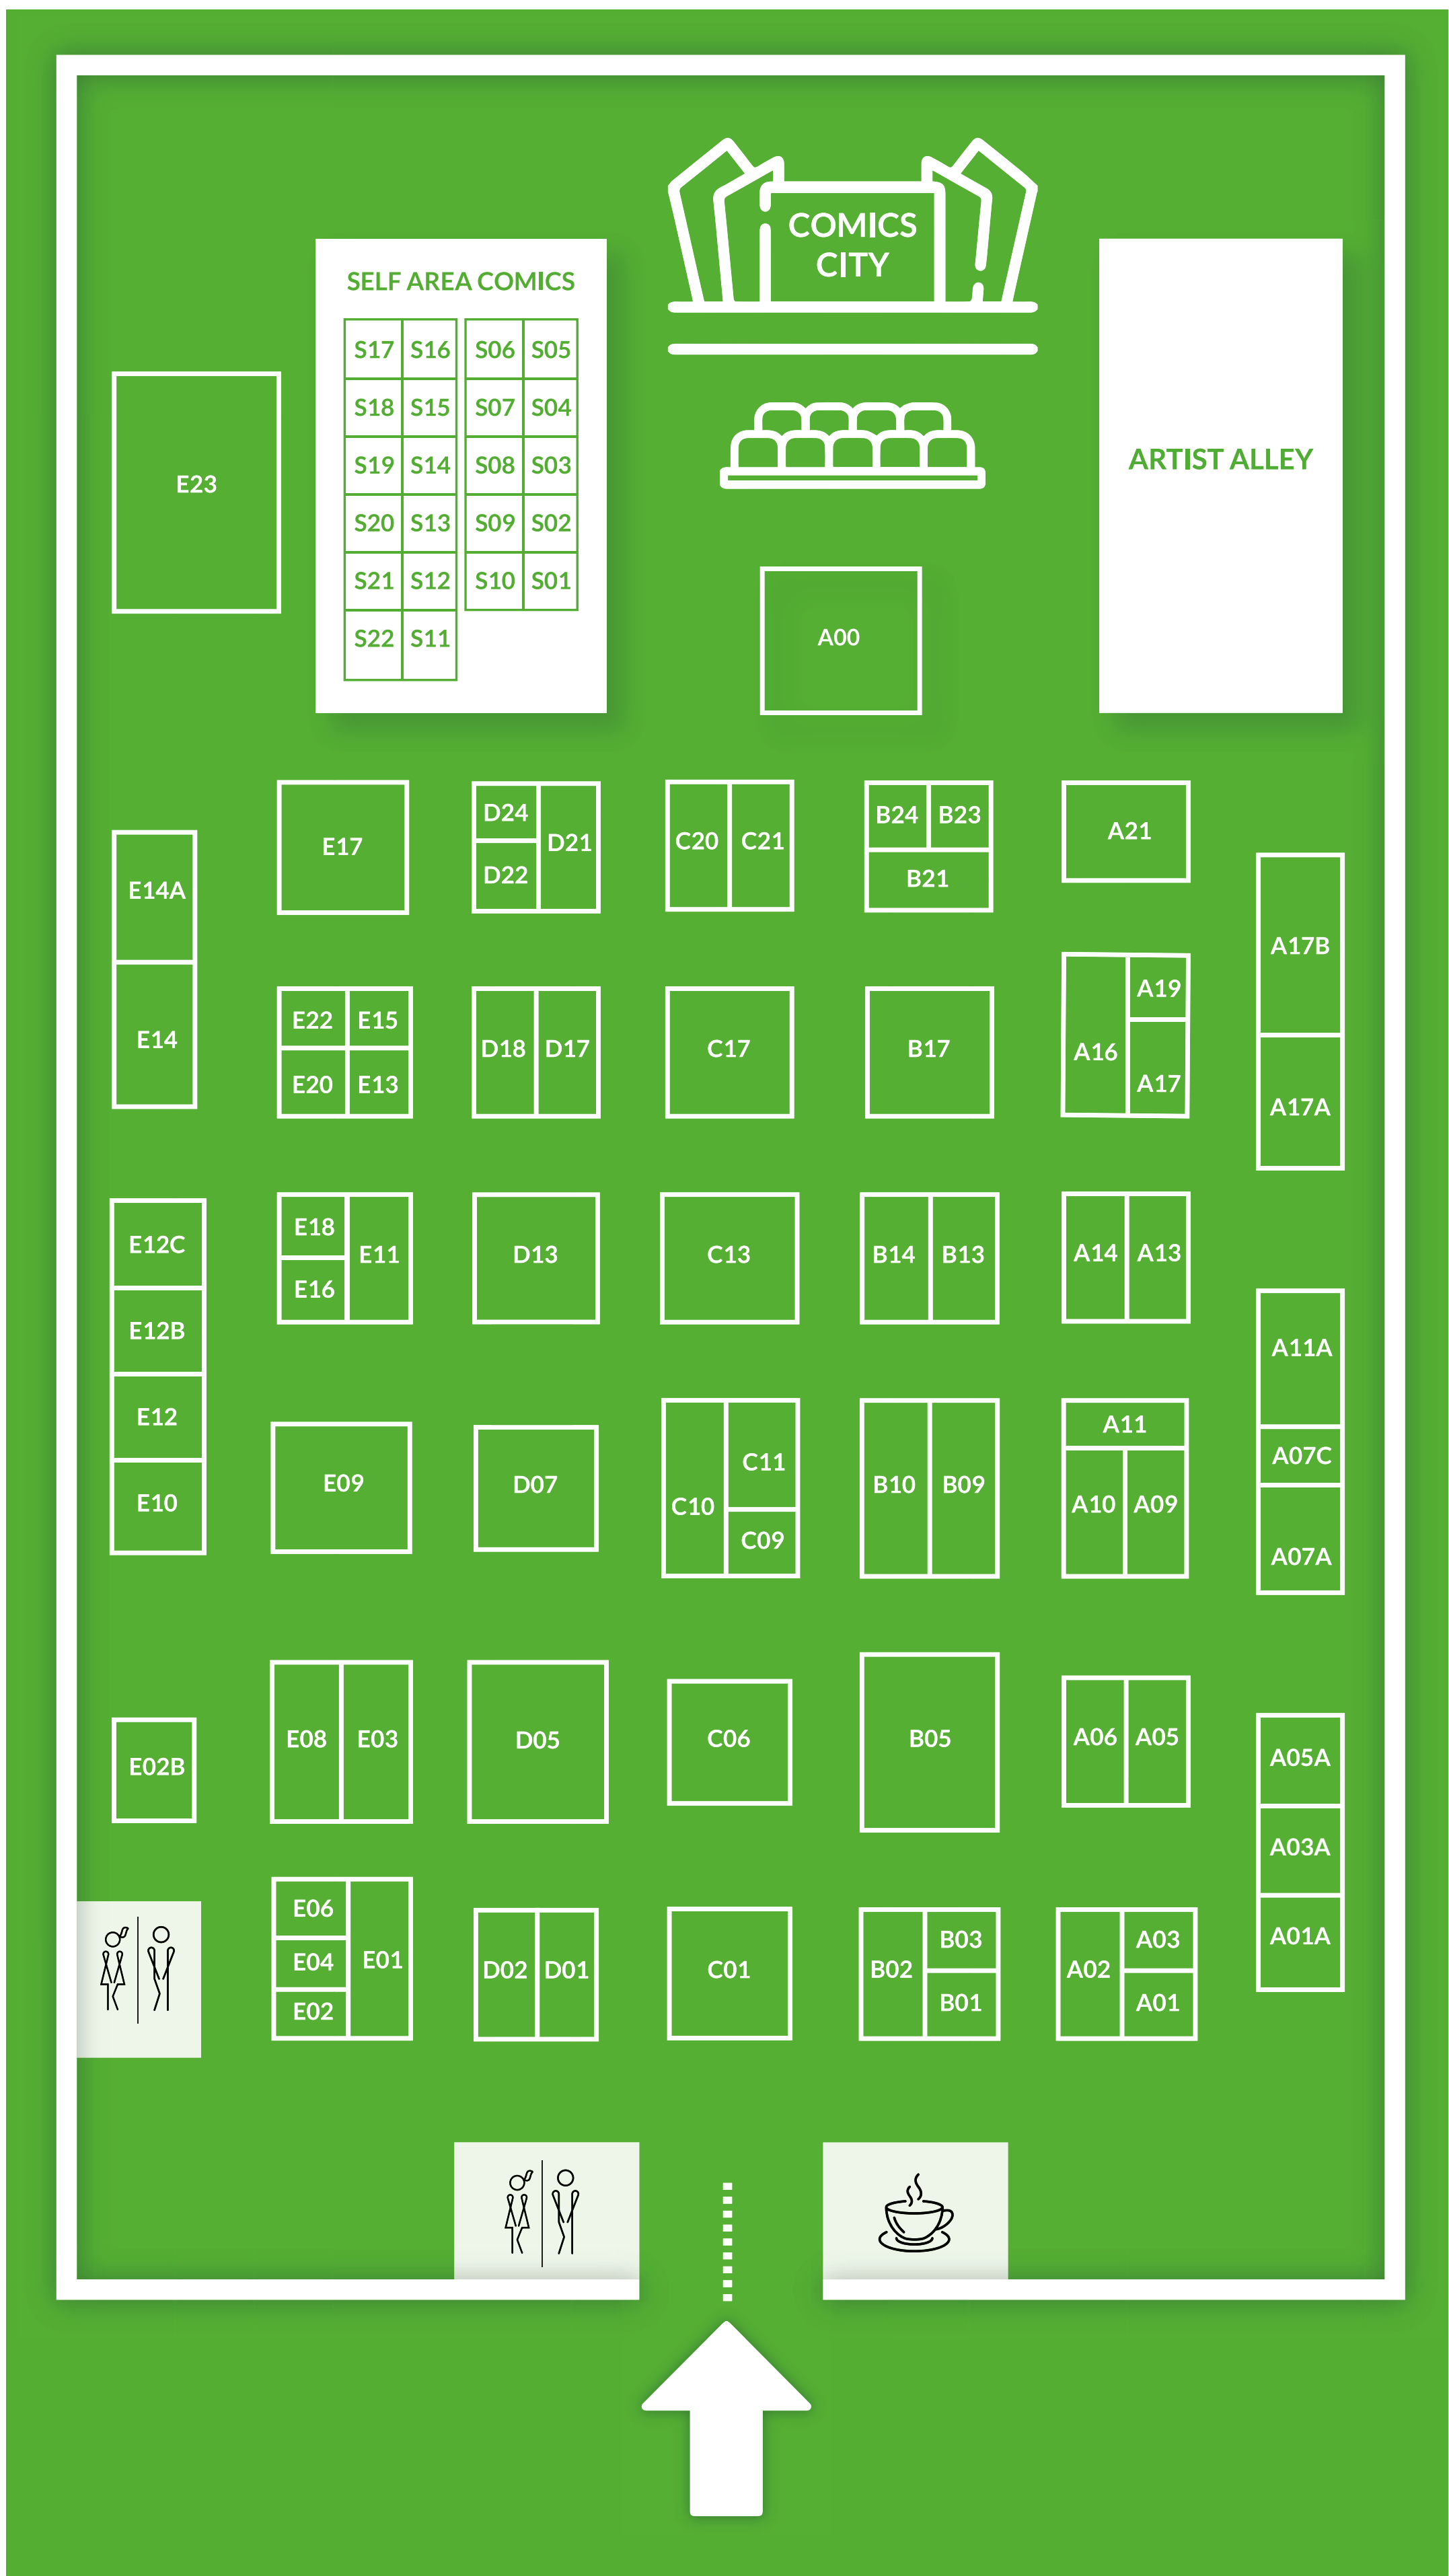 COMICS
CITY
SELF AREA COMICS
S17 S16 S06 S05
S18 S15 S07 S04
S19 S14 S08 S03
S20 S13 S09 S02
S21 S12 S10 S01
S22 S11
E23
ARTIST ALLEY
A00
E14A
E14
E17
D24
D22
D21
C20
C21
B24
B23
B21
A21
A17B
A17A
E22
E15
E20
E13
D18
D17
C17
B17
A16
A19
A17
E12C
E12B
E12
E10
E18
E16
E11
D13
C13
B14
B13
A14
A13
A11A
A07C
A07A
E09
D07
C10
C11
C09
B10
B09
A11
A10
A09
E02B
E08
E03
D05
C06
B05
A06
A05
A05A
A03A
A01A
E06
E04
E02
E01
D02
D01
C01
B02
B03
B01
A02
A03
A01